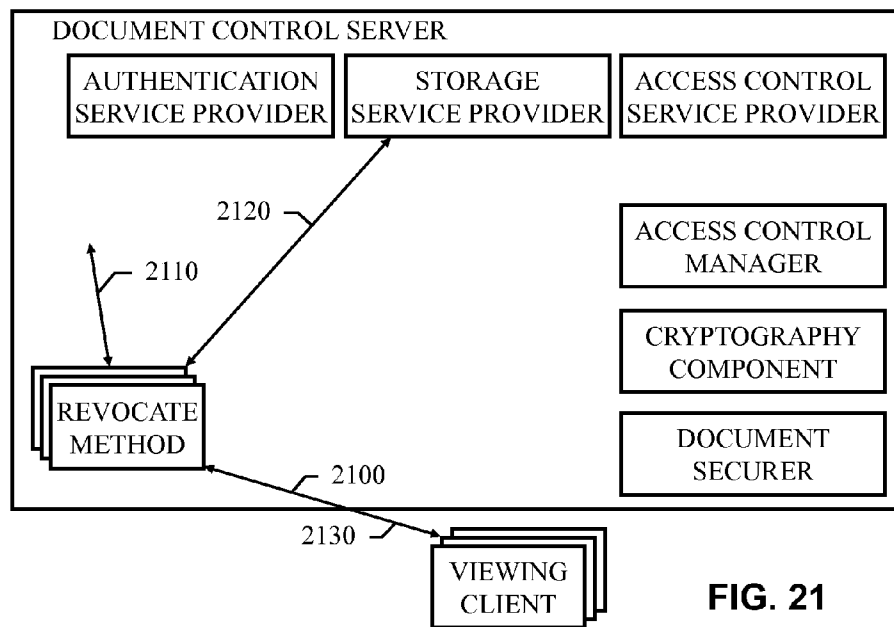 DOCUMENT CONTROL SERVER
AUTHENTICATION
SERVICE PROVIDER
STORAGE
SERVICE PROVIDER
ACCESS CONTROL
SERVICE PROVIDER
2120
2110
ACCESS CONTROL
MANAGER
CRYPTOGRAPHY
COMPONENT
REVOCATE
METHOD
DOCUMENT
SECURER
2100
2130
VIEWING
CLIENT
FIG. 21